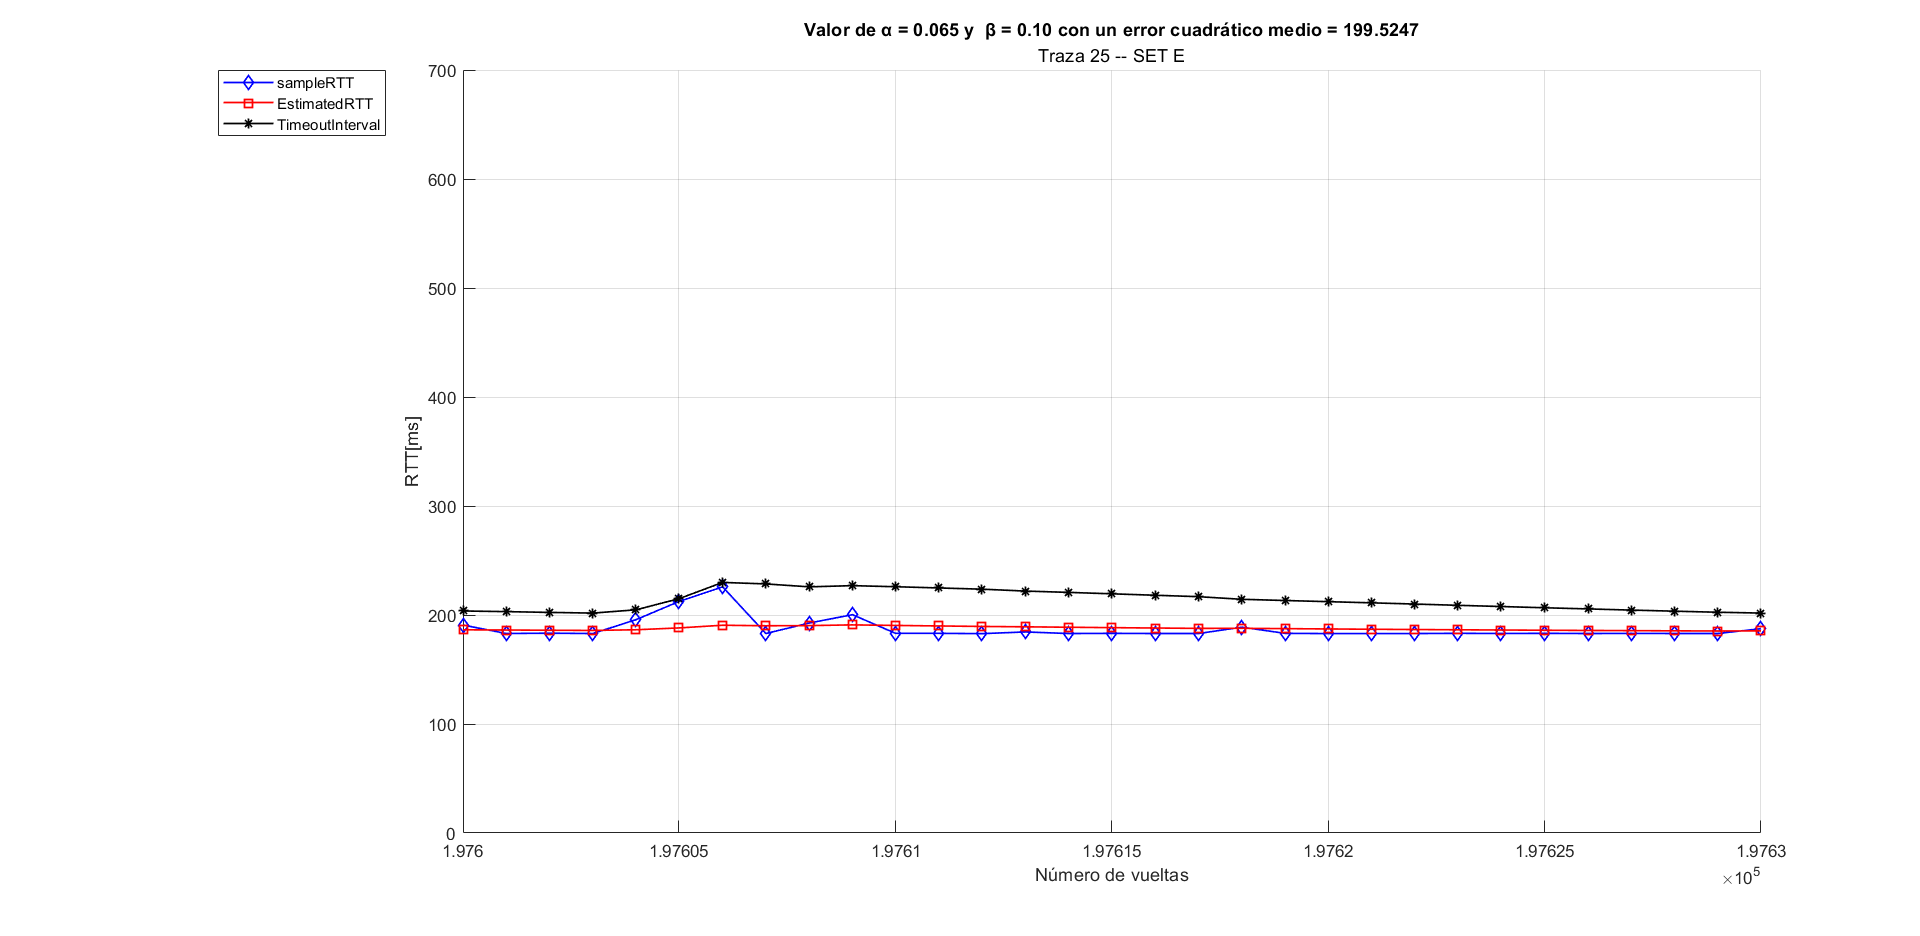 Valor de α = 0.065 y  β = 0.10 con un error cuadrático medio = 199.5247
Traza 25 -- SET E
sampleRTT
EstimatedRTT
TimeoutInterval
700
600
500
400
300
200
100
0
RTT[ms]
1.976 1.97605 1.9761 1.97615 1.9762 1.97625 1.9763
Número de vueltas
×10^5